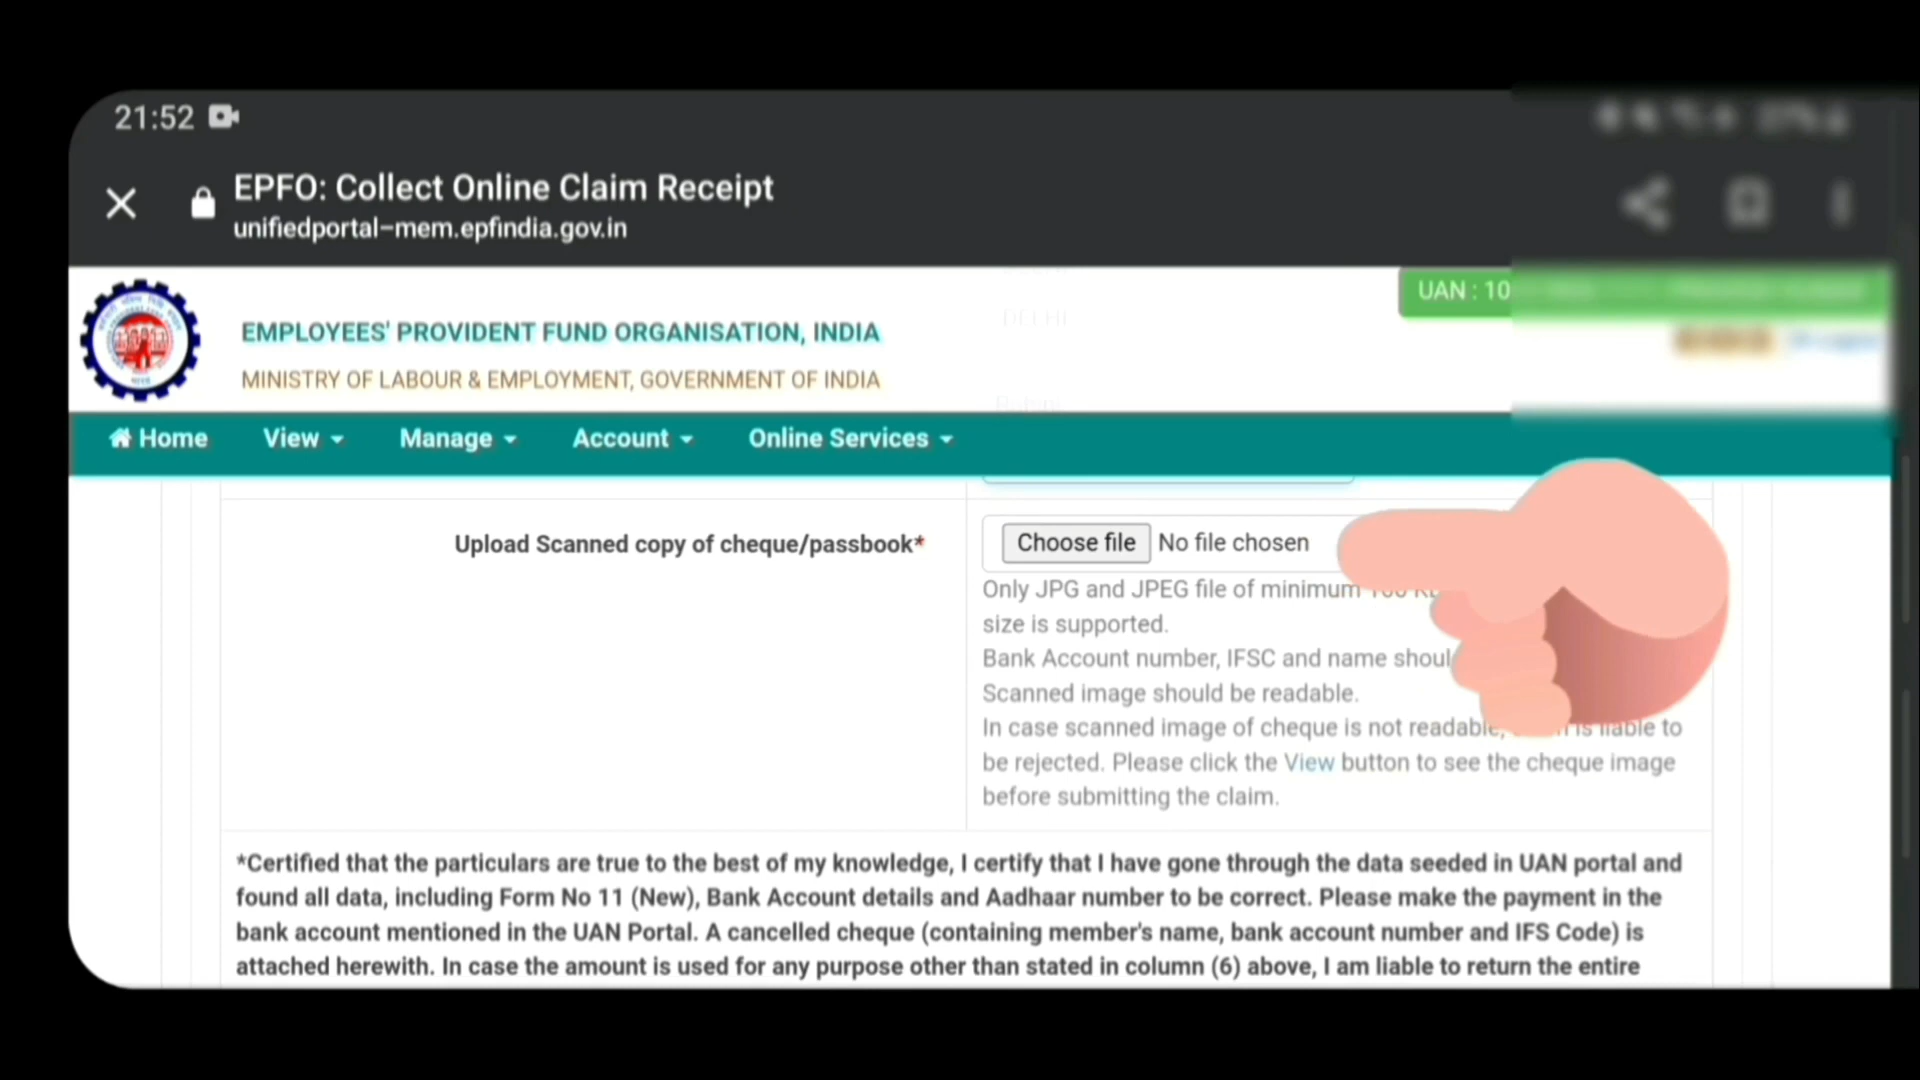 21:52
EPFO: Collect Online Claim Receipt
unifiedportal-mem.epfindia.gov.in
UAN : 10
DELHI
EMPLOYEES' PROVIDENT FUND ORGANISATION, INDIA
MINISTRY OF LABOUR & EMPLOYMENT, GOVERNMENT OF INDIA
Home View Manage Account Online Services
Upload Scanned copy of cheque/passbook* Choose file No file chosen
Only JPG and JPEG file of minimum
size is supported.
Bank Account number, IFSC and name
Scanned image should be readable.
In case scanned image of cheque is not readable, is liable to
be rejected. Please click the View button to see the cheque image
before submitting the claim.
*Certified that the particulars are true to the best of my knowledge, I certify that I have gone through the data seeded in UAN portal and
found all data, including Form No 11 (New), Bank Account details and Aadhaar number to be correct. Please make the payment in the
bank account mentioned in the UAN Portal. A cancelled cheque (containing member's name, bank account number and IFS Code) is
attached herewith. In case the amount is used for any purpose other than stated in column (6) above, I am liable to return the entire